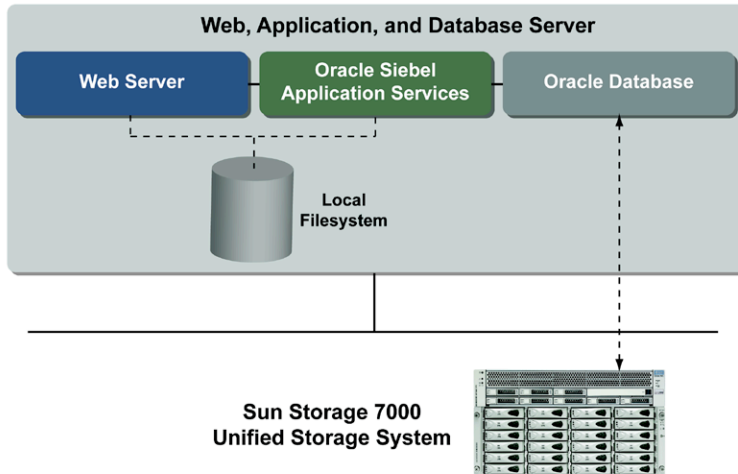 Web, Application, and Database Server
Web Server
Oracle Siebel
Application Services
Oracle Database
Local
Filesystem
Sun Storage 7000
Unified Storage System